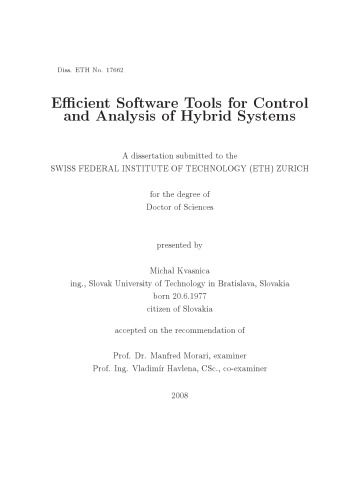 Diss. ETH No. 17662
Efficient Software Tools for Control
and Analysis of Hybrid Systems
A dissertation submitted to the
SWISS FEDERAL INSTITUTE OF TECHNOLOGY (ETH) ZURICH
for the degree of
Doctor of Sciences
presented by
Michal Kvasnica
ing., Slovak University of Technology in Bratislava, Slovakia
born 20.6.1977
citizen of Slovakia
accepted on the recommendation of
Prof. Dr. Manfred Morari, examiner
Prof. Ing. Vladimír Havlena, CSc., co-examiner
2008